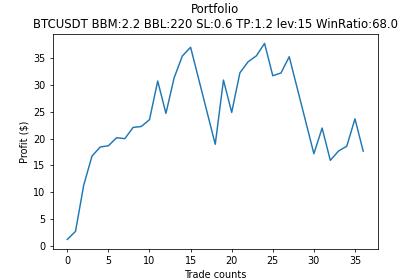 Portfolio
BTCUSDT BBM:2.2 BBL:220 SL:0.6 TP:1.2 lev:15 WinRatio:68.0
35
30
25
20
15
10
5
0
Profit ($)
0 5 10 15 20 25 30 35
Trade counts